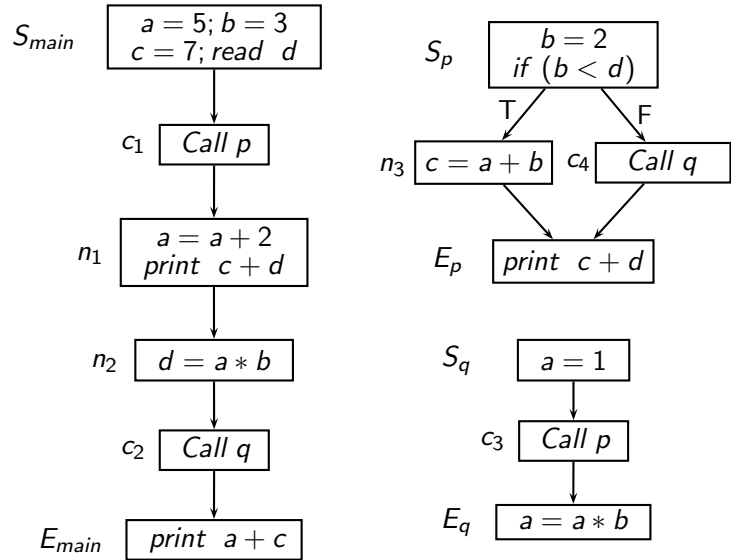 S_main
a = 5; b = 3
c = 7; read d
c_1
Call p
n_1
a = a + 2
print c + d
n_2
d = a ∗ b
c_2
Call q
E_main
print a + c
S_p
b = 2
if (b < d)
T
F
n_3
c = a + b
c_4
Call q
E_p
print c + d
S_q
a = 1
c_3
Call p
E_q
a = a ∗ b